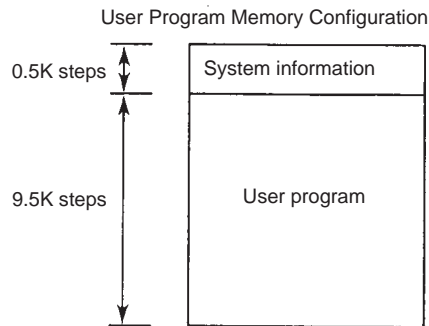 User Program Memory Configuration
0.5K steps
System information
9.5K steps
User program